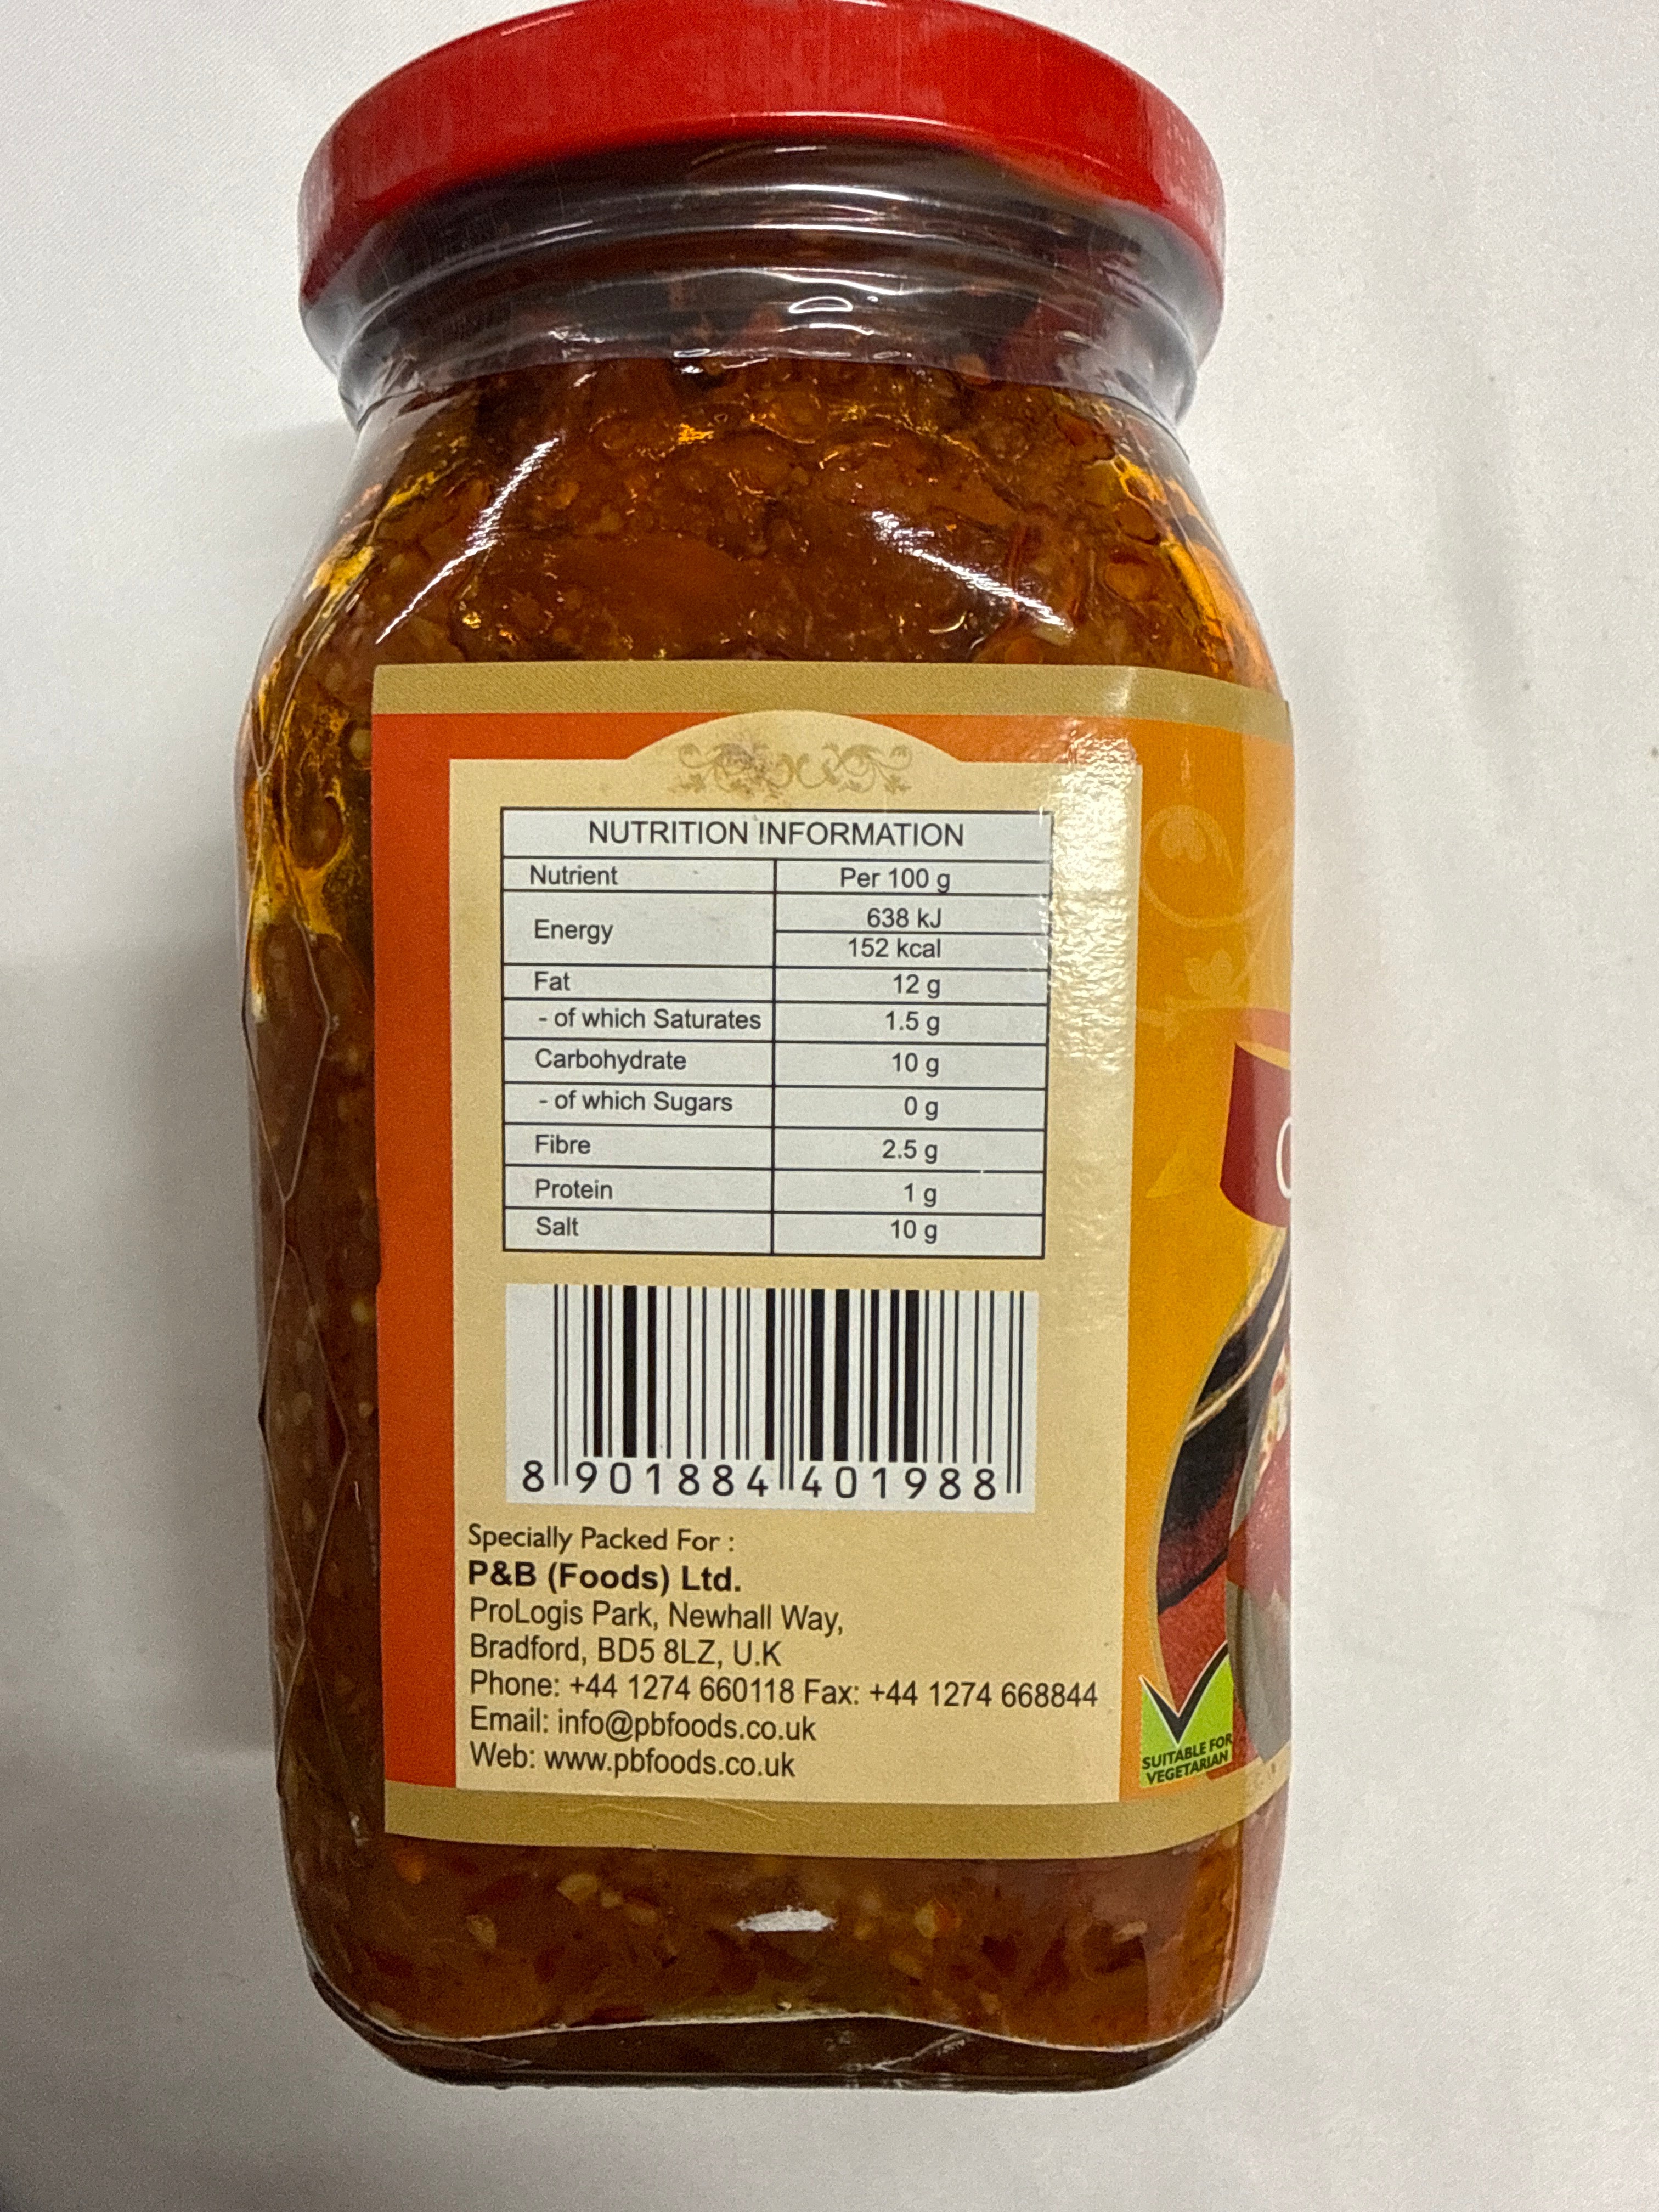 NUTRITION INFORMATION
Nutrient Per 100 g
Energy 638 kJ
152 kcal
Fat 12 g
- of which Saturates 1.5 g
Carbohydrate 10 g
- of which Sugars 0 g
Fibre 2.5 g
Protein 1 g
Salt 10 g
8 901884 401988
Specially Packed For :
P&B (Foods) Ltd.
ProLogis Park, Newhall Way,
Bradford, BD5 8LZ, U.K
Phone: +44 1274 660118 Fax: +44 1274 668844
Email: info@pbfoods.co.uk
Web: www.pbfoods.co.uk
SUITABLE FOR
VEGETARIAN